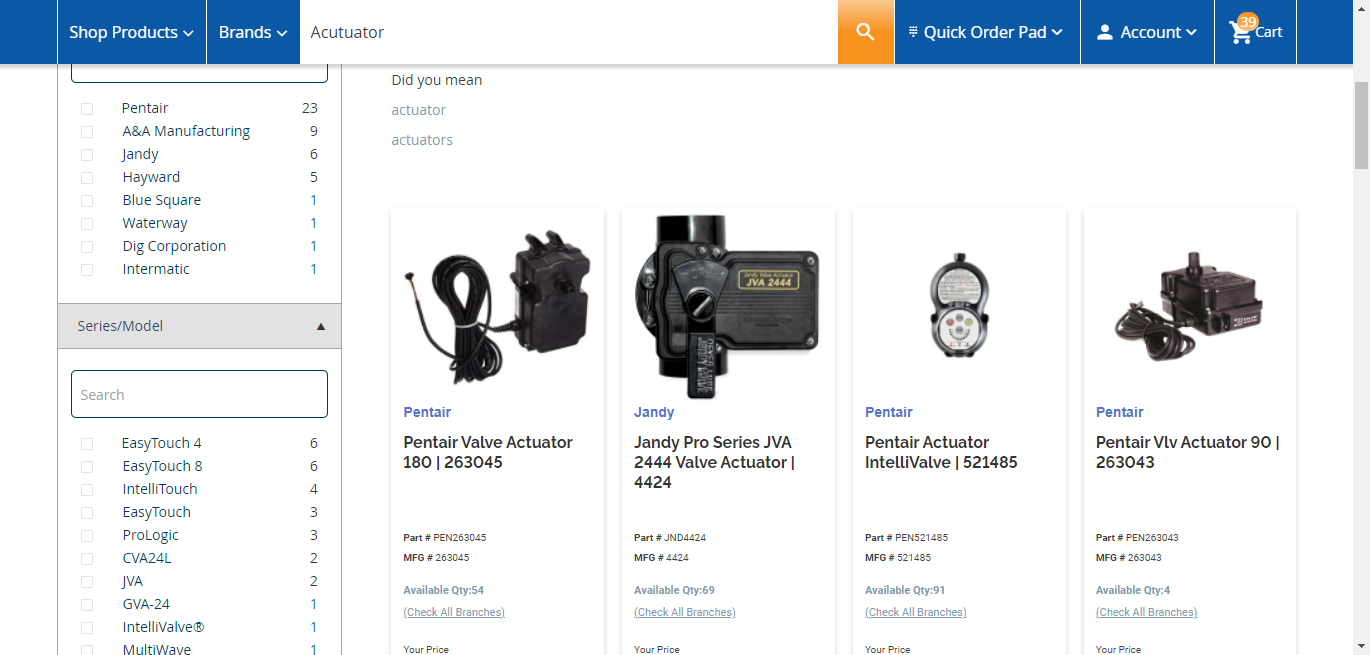 Shop Products
Brands
Acutuator
Quick Order Pad
Account
39
Cart
Did you mean
actuator
actuators
Pentair 23
A&A Manufacturing 9
Jandy 6
Hayward 5
Blue Square 1
Waterway 1
Dig Corporation 1
Intermatic 1
Series/Model
Search
EasyTouch 4 6
EasyTouch 8 6
IntelliTouch 4
EasyTouch 3
ProLogic 3
CVA24L 2
JVA 2
GVA-24 1
IntelliValve® 1
MultiWave 1
Pentair
Pentair Valve Actuator
180 | 263045
Part # PEN263045
MFG # 263045
Available Qty:54
(Check All Branches)
Your Price
Jandy Valve Actuator
JVA 2444
Jandy
Jandy Pro Series JVA
2444 Valve Actuator |
4424
Part # JND4424
MFG # 4424
Available Qty:69
(Check All Branches)
Your Price
Pentair
Pentair Actuator
IntelliValve | 521485
Part # PEN521485
MFG # 521485
Available Qty:91
(Check All Branches)
Your Price
Pentair
Pentair Vlv Actuator 90 |
263043
Part # PEN263043
MFG # 263043
Available Qty:4
(Check All Branches)
Your Price